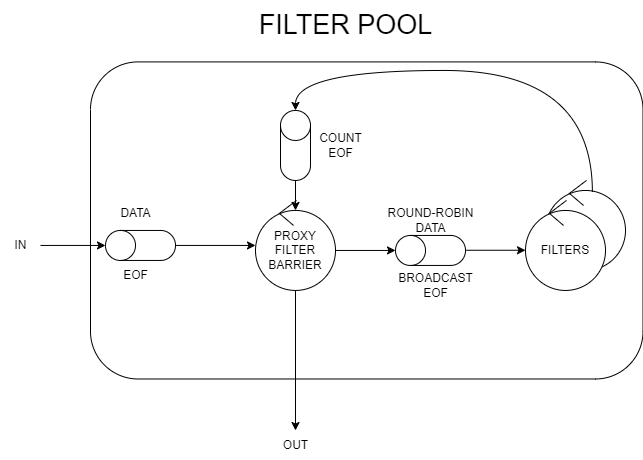 FILTER POOL
COUNT
EOF
DATA
ROUND-ROBIN
DATA
IN
PROXY
FILTER
BARRIER
FILTERS
EOF
BROADCAST
EOF
OUT